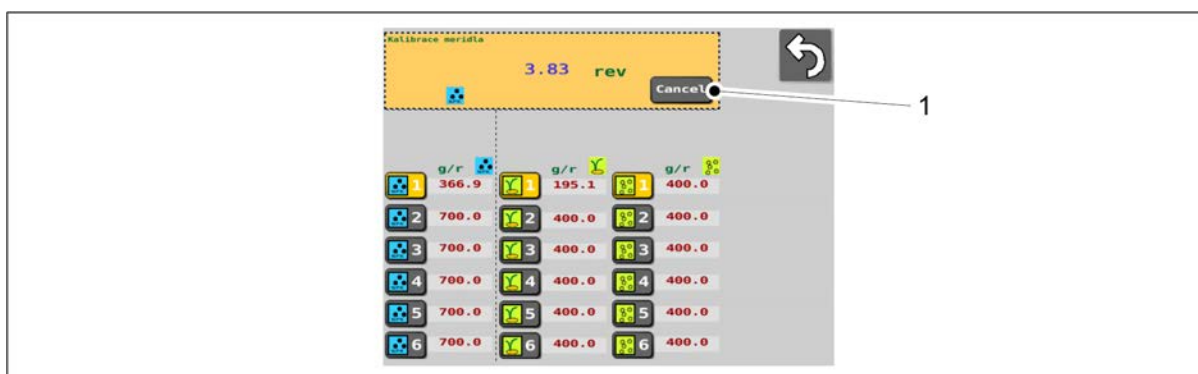 Kalibrace meridla
3.83 rev
Cancel
1
g/r g/r g/r
1 366.9 1 195.1 1 400.0
2 700.0 2 400.0 2 400.0
3 700.0 3 400.0 3 400.0
4 700.0 4 400.0 4 400.0
5 700.0 5 400.0 5 400.0
6 700.0 6 400.0 6 400.0